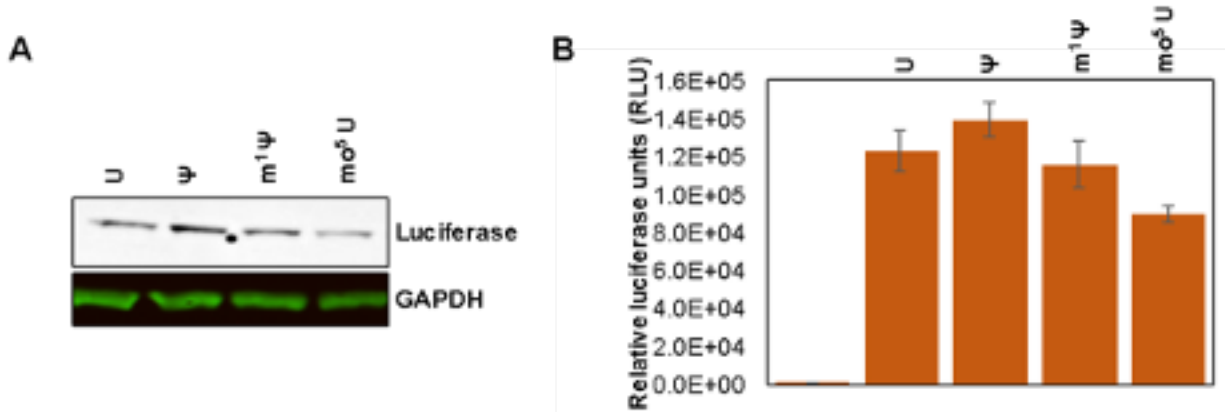 A
U
Ψ
m¹Ψ
mo⁵U
Luciferase
GAPDH
B
U
Ψ
m¹Ψ
mo⁵U
Relative luciferase units (RLU)
1.6E+05
1.4E+05
1.2E+05
1.0E+05
8.0E+04
6.0E+04
4.0E+04
2.0E+04
0.0E+00